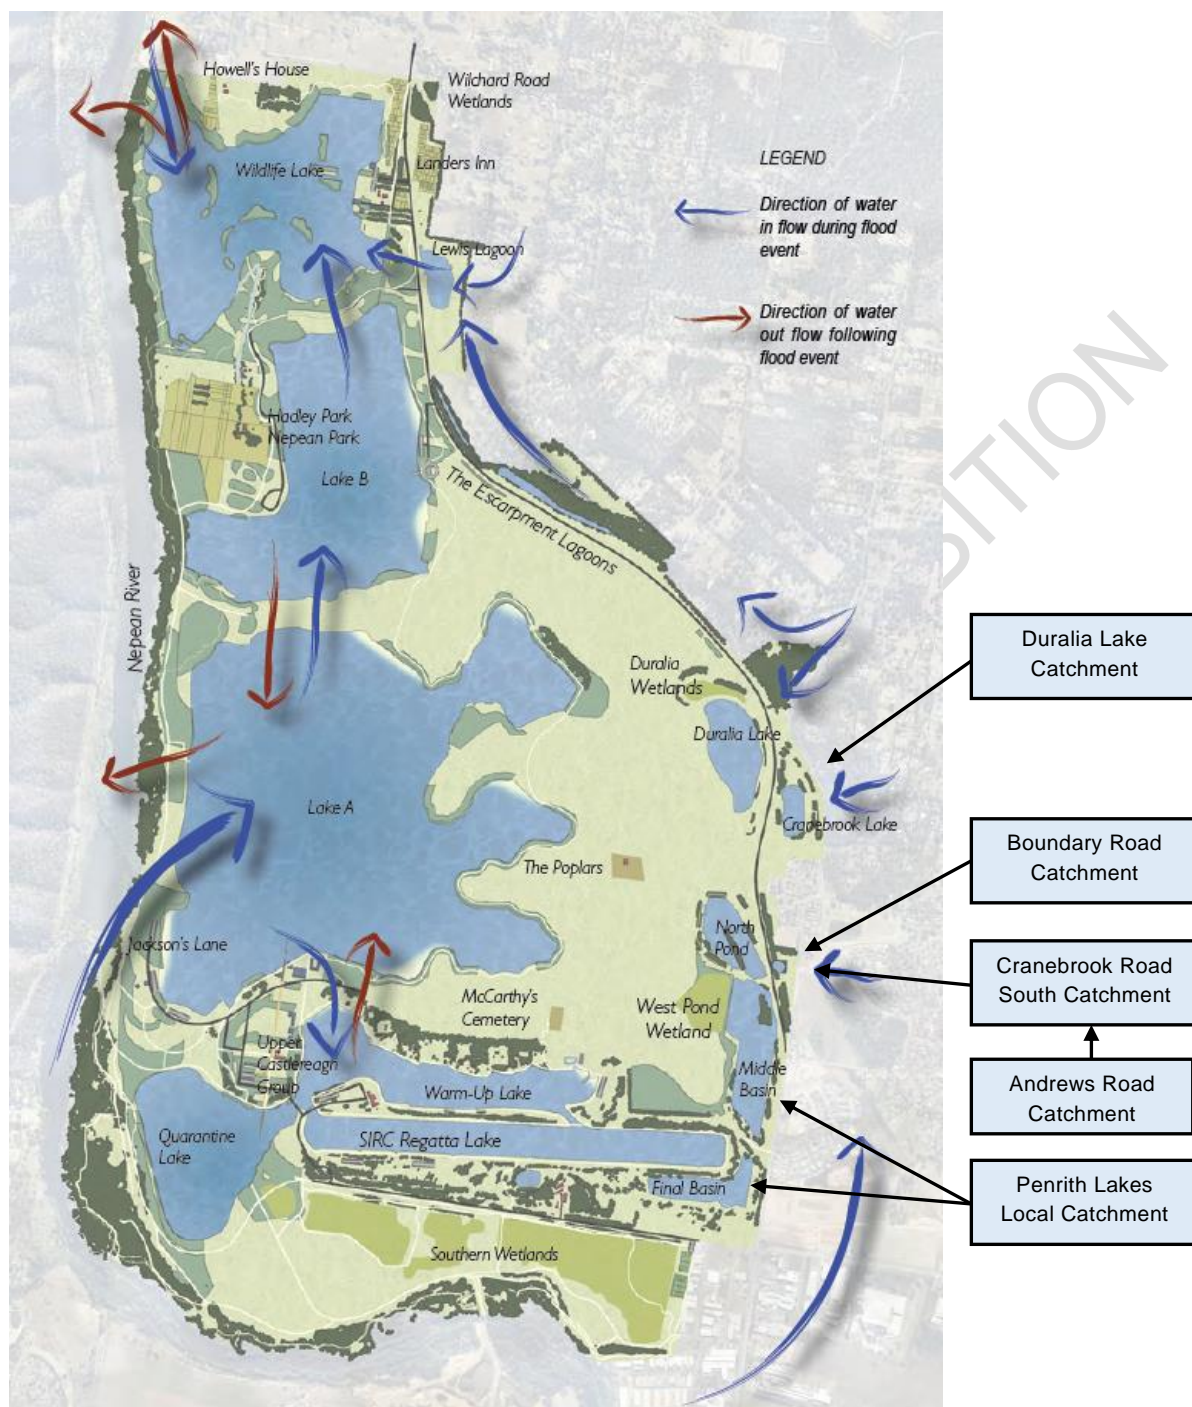 Howell's House
Wilchard Road
Wetlands
Wildlife Lake
Landers Inn
LEGEND
Direction of water
in flow during flood
event
Lewis Lagoon
Direction of water
out flow following
flood event
Hadley Park
Nepean Park
Lake B
The Escarpment Lagoons
Nepean River
BITION
Duralia Lake
Catchment
Duralia
Wetlands
Duralia Lake
Lake A
Cranebrook Lake
Boundary Road
Catchment
The Poplars
North
Pond
Jackson's Lane
Cranebrook Road
South Catchment
McCarthy's
Cemetery
West Pond
Wetland
Upper
Castlereagh
Group
Middle
Basin
Andrews Road
Catchment
Warm-Up Lake
Quarantine
Lake
SIRC Regatta Lake
Final Basin
Penrith Lakes
Local Catchment
Southern Wetlands